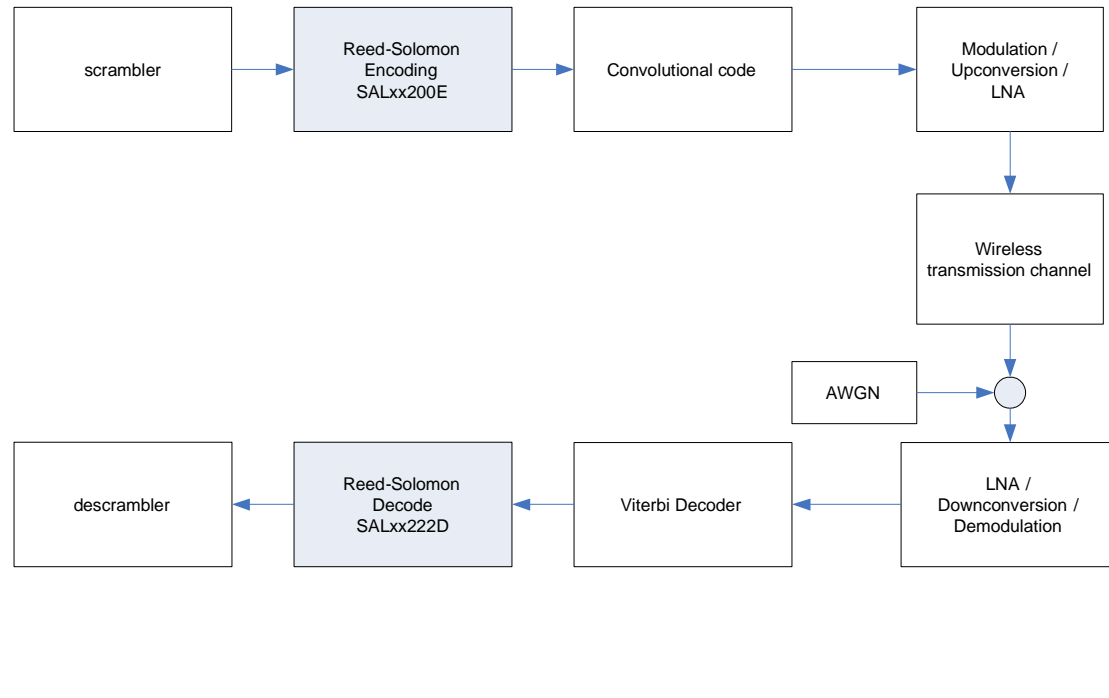 scrambler
Reed-Solomon
Encoding
SALxx200E
Convolutional code
Modulation /
Upconversion /
LNA
Wireless
transmission channel
AWGN
descrambler
Reed-Solomon
Decode
SALxx222D
Viterbi Decoder
LNA /
Downconversion /
Demodulation